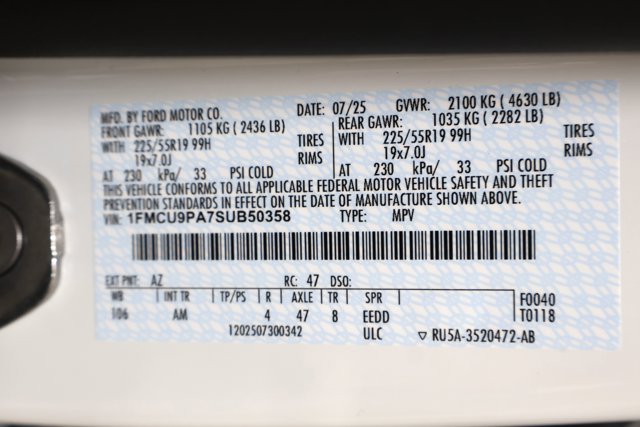 MFD. BY FORD MOTOR CO. DATE: 07/25 GVWR: 2100 KG ( 4630 LB)
FRONT GAWR: 1105 KG ( 2436 LB) REAR GAWR: 1035 KG ( 2282 LB)
WITH 225/55R19 99H TIRES WITH 225/55R19 99H TIRES
19x7.0J RIMS 19x7.0J RIMS
AT 230 kPa/ 33 PSI COLD AT 230 kPa/ 33 PSI COLD
THIS VEHICLE CONFORMS TO ALL APPLICABLE FEDERAL MOTOR VEHICLE SAFETY AND THEFT
PREVENTION STANDARDS IN EFFECT ON THE DATE OF MANUFACTURE SHOWN ABOVE.
VIN: 1FMCU9PA7SUB50358 TYPE: MPV
EXT PNT: AZ RC: 47 DSO:
WB INT TR TP/PS R AXLE TR SPR F0040
106 AM 4 47 8 EEDD T0118
1202507300342 ULC ▽ RU5A-3520472-AB